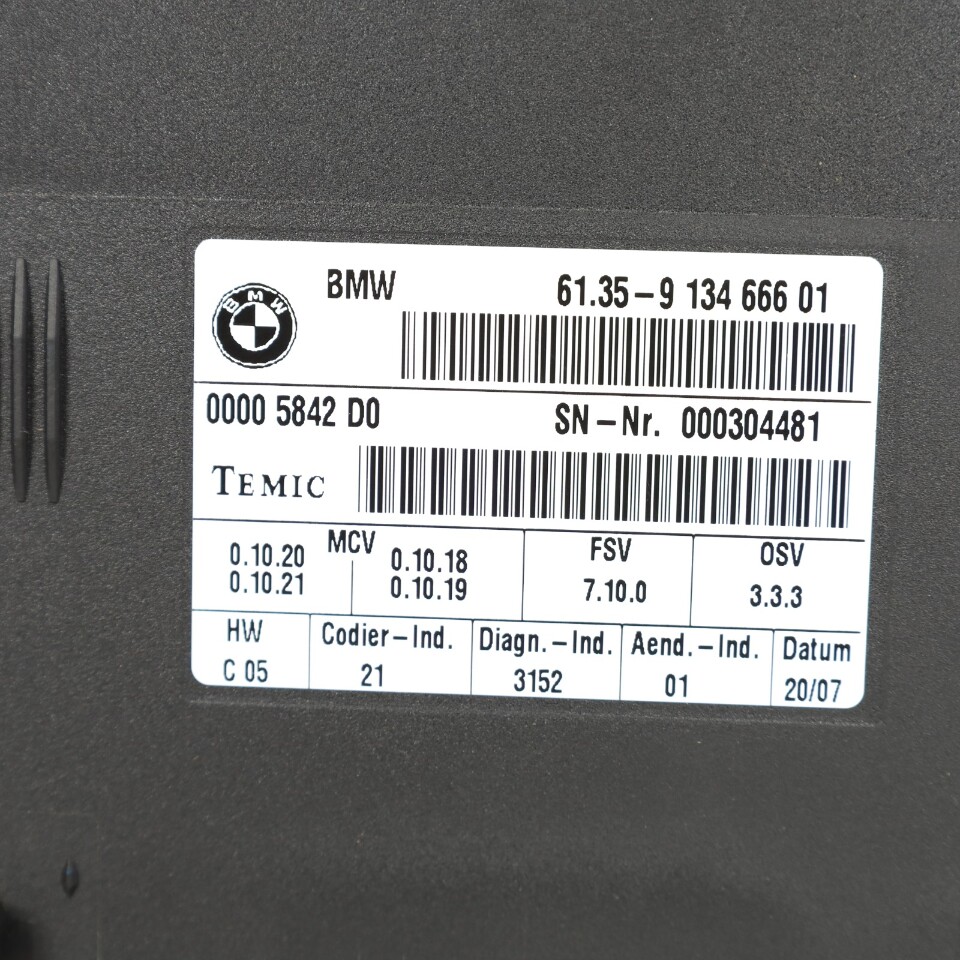 BMW
BMW 61.35-9 134 666 01
0000 5842 D0 SN-Nr. 000304481
TEMIC
MCV FSV OSV
0.10.20 0.10.18 7.10.0 3.3.3
0.10.21 0.10.19
HW Codier-Ind. Diagn.-Ind. Aend.-Ind. Datum
C 05 21 3152 01 20/07